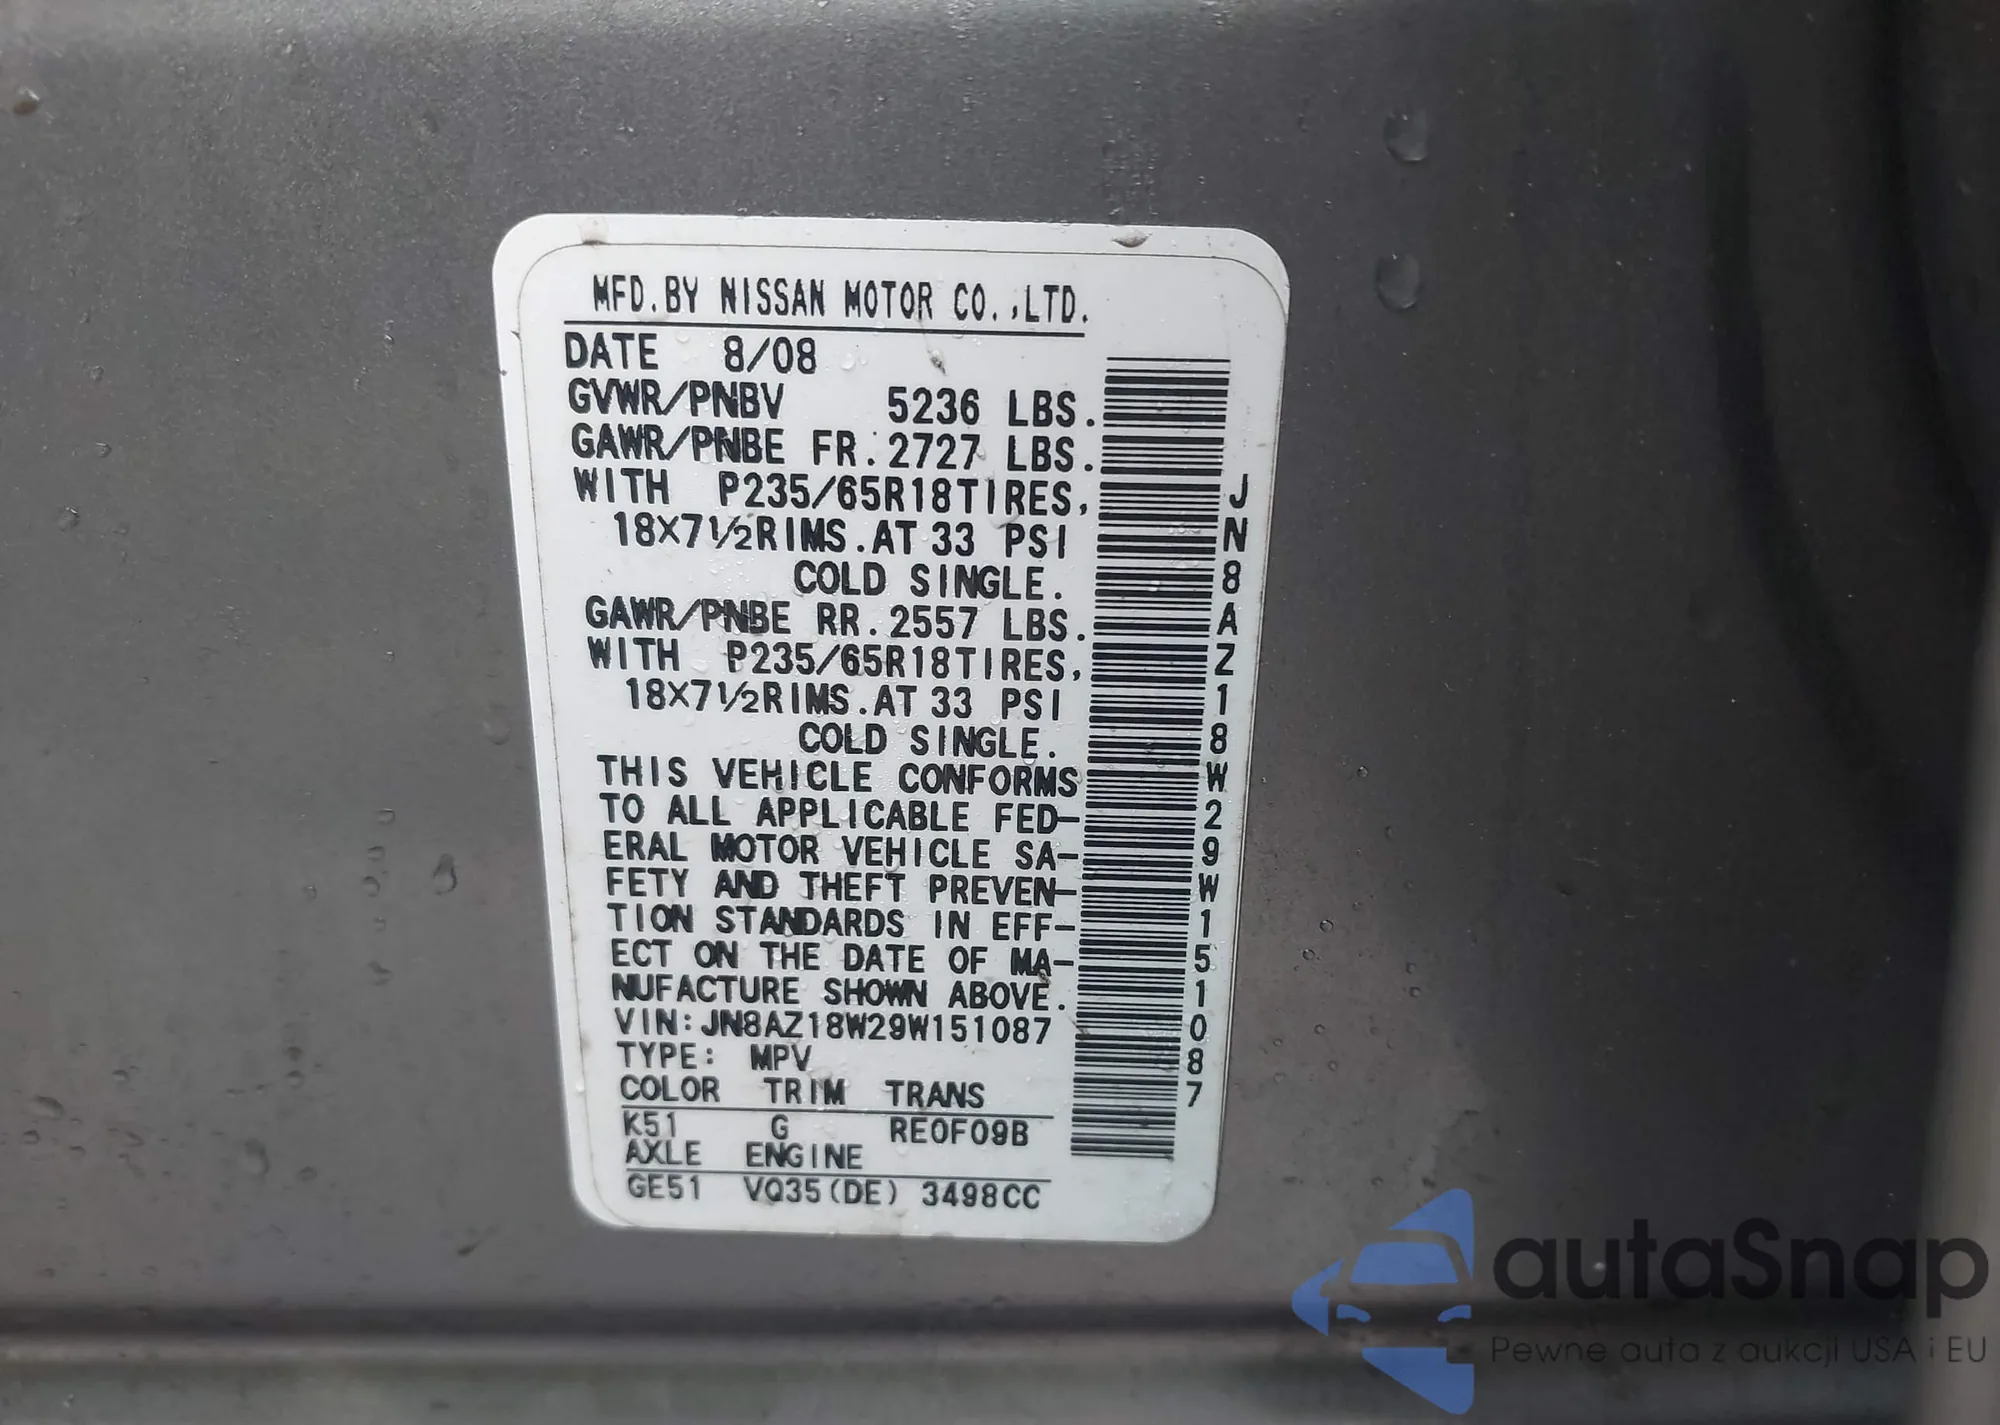 MFD.BY NISSAN MOTOR CO.,LTD.
DATE 8/08
GVWR/PNBV 5236 LBS.
GAWR/PNBE FR.2727 LBS.
WITH P235/65R18TIRES,
18X7½RIMS.AT 33 PSI
COLD SINGLE.
GAWR/PNBE RR.2557 LBS.
WITH P235/65R18TIRES,
18X7½RIMS.AT 33 PSI
COLD SINGLE.
THIS VEHICLE CONFORMS
TO ALL APPLICABLE FED-
ERAL MOTOR VEHICLE SA-
FETY AND THEFT PREVEN-
TION STANDARDS IN EFF-
ECT ON THE DATE OF MA-
NUFACTURE SHOWN ABOVE.
VIN:JN8AZ18W29W151087
TYPE: MPV
COLOR TRIM TRANS
K51 G RE0F09B
AXLE ENGINE
GE51 VQ35(DE) 3498CC
JN8AZ18W29W151087
autaSnap
Pewne auta z aukcji USA i EU